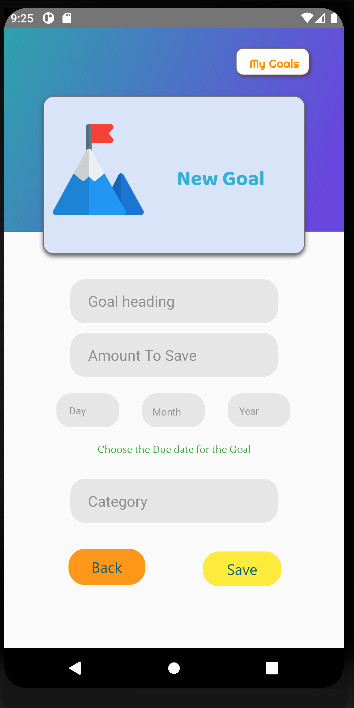 9:25
My Goals
New Goal
Goal heading
Amount To Save
Day Month Year
Choose the Due date for the Goal
Category
Back Save